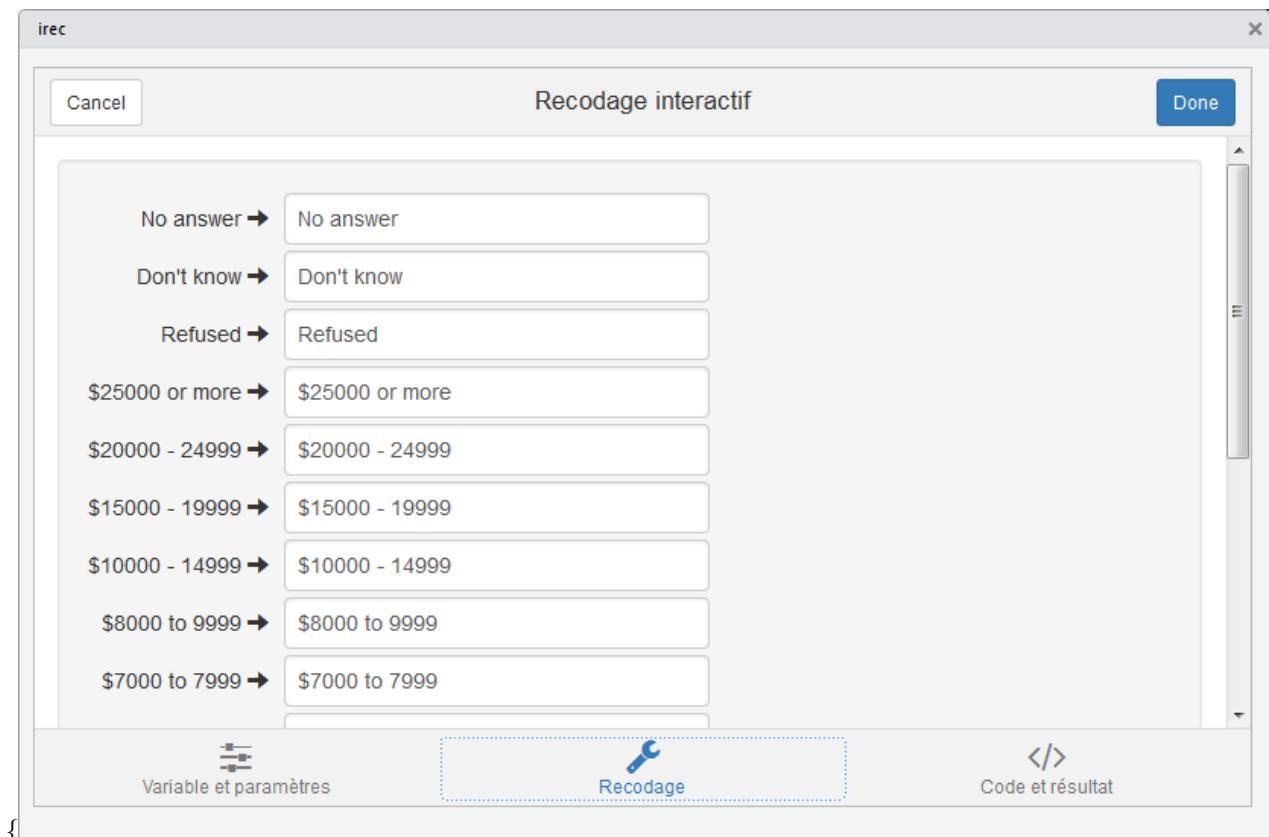 irec
Cancel Recodage interactif Done
No answer No answer
Don't know Don't know
Refused Refused
$25000 or more $25000 or more
$20000 - 24999 $20000 - 24999
$15000 - 19999 $15000 - 19999
$10000 - 14999 $10000 - 14999
$8000 to 9999 $8000 to 9999
$7000 to 7999 $7000 to 7999
Variable et paramètres Recodage </> Code et résultat
{